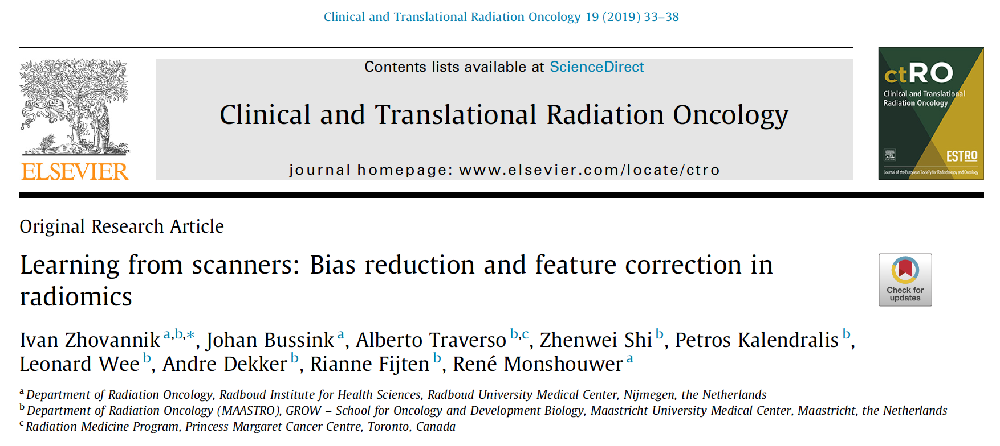 Clinical and Translational Radiation Oncology 19 (2019) 33–38
Contents lists available at ScienceDirect
Clinical and Translational Radiation Oncology
journal homepage: www.elsevier.com/locate/ctro
NON SOLUS
ELSEVIER
ctRO
Clinical and Translational
Radiation Oncology
ESTRO
Journal of the European SocieTy for Radiotherapy and Oncology
Original Research Article
Learning from scanners: Bias reduction and feature correction in
radiomics
Check for
updates
Ivan Zhovannik a,b,*, Johan Bussink a, Alberto Traverso b,c, Zhenwei Shi b, Petros Kalendralis b,
Leonard Wee b, Andre Dekker b, Rianne Fijten b, René Monshouwer a
a Department of Radiation Oncology, Radboud Institute for Health Sciences, Radboud University Medical Center, Nijmegen, the Netherlands
b Department of Radiation Oncology (MAASTRO), GROW – School for Oncology and Development Biology, Maastricht University Medical Center, Maastricht, the Netherlands
c Radiation Medicine Program, Princess Margaret Cancer Centre, Toronto, Canada